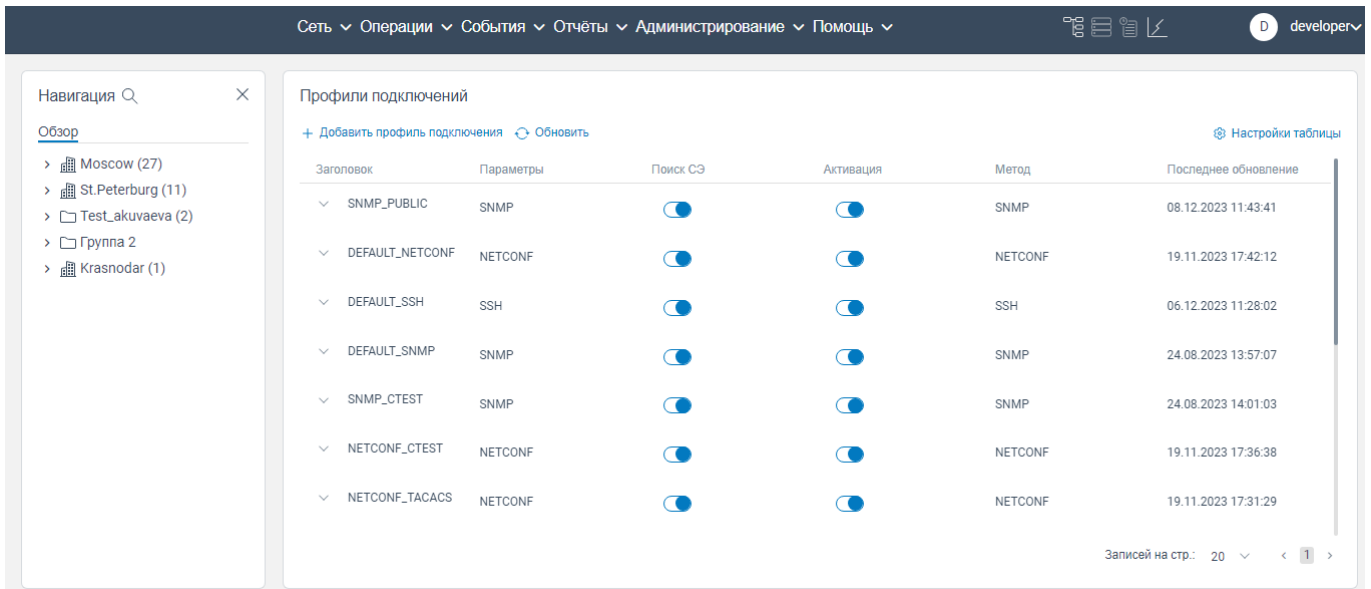 Сеть Операции События Отчёты Администрирование Помощь D developer
Навигация
Обзор
Moscow (27)
St.Peterburg (11)
Test_akuvaeva (2)
Группа 2
Krasnodar (1)
Профили подключений
+ Добавить профиль подключения Обновить Настройки таблицы
Заголовок Параметры Поиск СЭ Активация Метод Последнее обновление
SNMP_PUBLIC SNMP SNMP 08.12.2023 11:43:41
DEFAULT_NETCONF NETCONF NETCONF 19.11.2023 17:42:12
DEFAULT_SSH SSH SSH 06.12.2023 11:28:02
DEFAULT_SNMP SNMP SNMP 24.08.2023 13:57:07
SNMP_CTEST SNMP SNMP 24.08.2023 14:01:03
NETCONF_CTEST NETCONF NETCONF 19.11.2023 17:36:38
NETCONF_TACACS NETCONF NETCONF 19.11.2023 17:31:29
Записей на стр.: 20 < 1 >